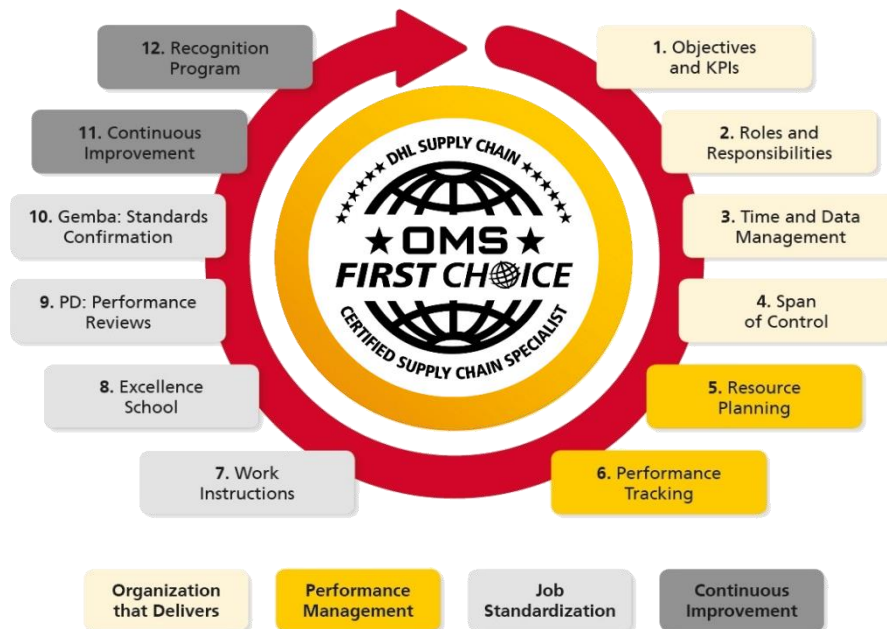 12. Recognition
Program
1. Objectives
and KPIs
11. Continuous
Improvement
2. Roles and
Responsibilities
10. Gemba: Standards
Confirmation
3. Time and Data
Management
9. PD: Performance
Reviews
4. Span
of Control
8. Excellence
School
5. Resource
Planning
7. Work
Instructions
6. Performance
Tracking
DHL SUPPLY CHAIN
OMS
FIRST CHOICE
CERTIFIED SUPPLY CHAIN SPECIALIST
Organization
that Delivers
Performance
Management
Job
Standardization
Continuous
Improvement